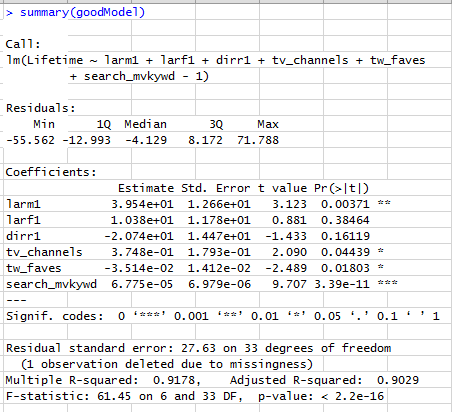 > summary(goodModel)
Call:
lm(Lifetime ~ larm1 + larf1 + dirr1 + tv_channels + tw_faves
+ search_mvkywd - 1)
Residuals:
Min 1Q Median 3Q Max
-55.562 -12.993 -4.129 8.172 71.788
Coefficients:
Estimate Std. Error t value Pr(>|t|)
larm1 3.954e+01 1.266e+01 3.123 0.00371 **
larf1 1.038e+01 1.178e+01 0.881 0.38464
dirr1 -2.074e+01 1.447e+01 -1.433 0.16119
tv_channels 3.748e-01 1.793e-01 2.090 0.04439 *
tw_faves -3.514e-02 1.412e-02 -2.489 0.01803 *
search_mvkywd 6.775e-05 6.979e-06 9.707 3.39e-11 ***
---
Signif. codes: 0 ‘***’ 0.001 ‘**’ 0.01 ‘*’ 0.05 ‘.’ 0.1 ‘ ’ 1
Residual standard error: 27.63 on 33 degrees of freedom
(1 observation deleted due to missingness)
Multiple R-squared: 0.9178, Adjusted R-squared: 0.9029
F-statistic: 61.45 on 6 and 33 DF, p-value: < 2.2e-16